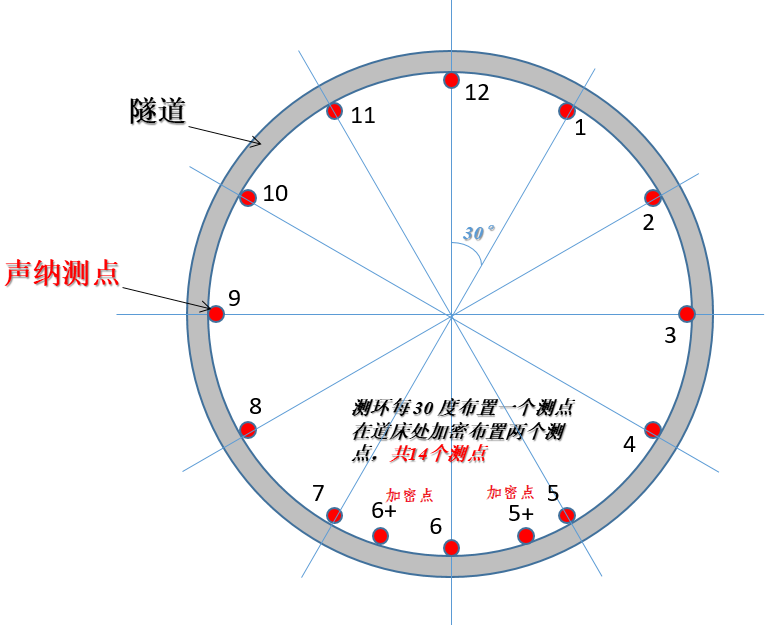 12
11
1
隧道
10
2
30°
声纳测点
9
3
8
测环每30度布置一个测点
在道床处加密布置两个测
点，共14个测点
4
7
加密点
6+
6
加密点
5+
5